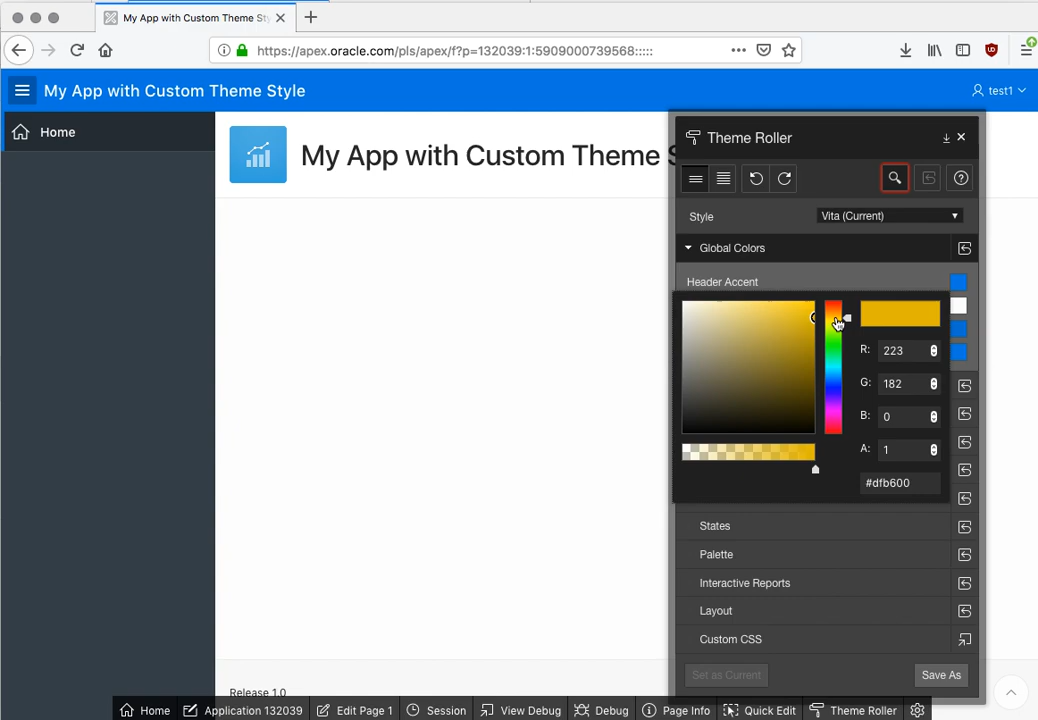 My App with Custom Theme St
https://apex.oracle.com/pls/apex/f?p=132039:1:5909000739568:::::
My App with Custom Theme Style
test1
Home
My App with Custom Theme S
Theme Roller
Style
Vita (Current)
Global Colors
Header Accent
R: 223
G: 182
B: 0
A: 1
#dfb600
States
Palette
Interactive Reports
Layout
Custom CSS
Set as Current
Save As
Release 1.0
Home
Application 132039
Edit Page 1
Session
View Debug
Debug
Page Info
Quick Edit
Theme Roller